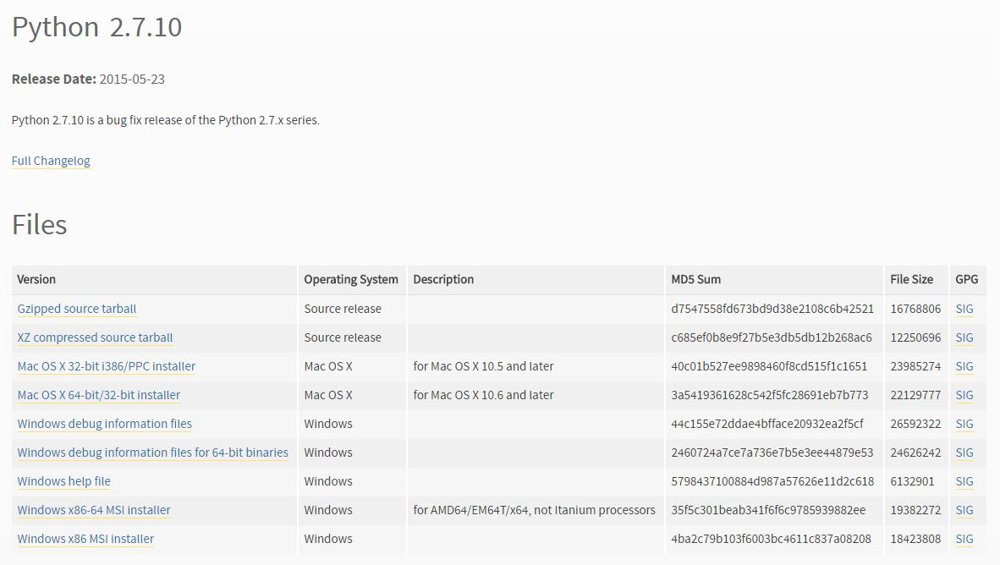 Python 2.7.10
Release Date: 2015-05-23
Python 2.7.10 is a bug fix release of the Python 2.7.x series.
Full Changelog
Files
Version Operating System Description MD5 Sum File Size GPG
Gzipped source tarball Source release d7547558fd673bd9d38e2108c6b42521 16768806 SIG
XZ compressed source tarball Source release c685ef0b8e9f27b5e3db5db12b268ac6 12250696 SIG
Mac OS X 32-bit i386/PPC installer Mac OS X for Mac OS X 10.5 and later 40c01b527ee9898460f8cd515f1c1651 23985274 SIG
Mac OS X 64-bit/32-bit installer Mac OS X for Mac OS X 10.6 and later 3a5419361628c542f5fc28691eb7b773 22129777 SIG
Windows debug information files Windows 44c155e72ddae4bfface20932ea2f5cf 26592322 SIG
Windows debug information files for 64-bit binaries Windows 2460724a7ce7a736e7b5e3ee44879e53 24626242 SIG
Windows help file Windows 5798437100884d987a57626e11d2c618 6132901 SIG
Windows x86-64 MSI installer Windows for AMD64/EM64T/x64, not Itanium processors 35f5c301beab341f6f6c9785939882ee 19382272 SIG
Windows x86 MSI installer Windows 4ba2c79b103f6003bc4611c837a08208 18423808 SIG